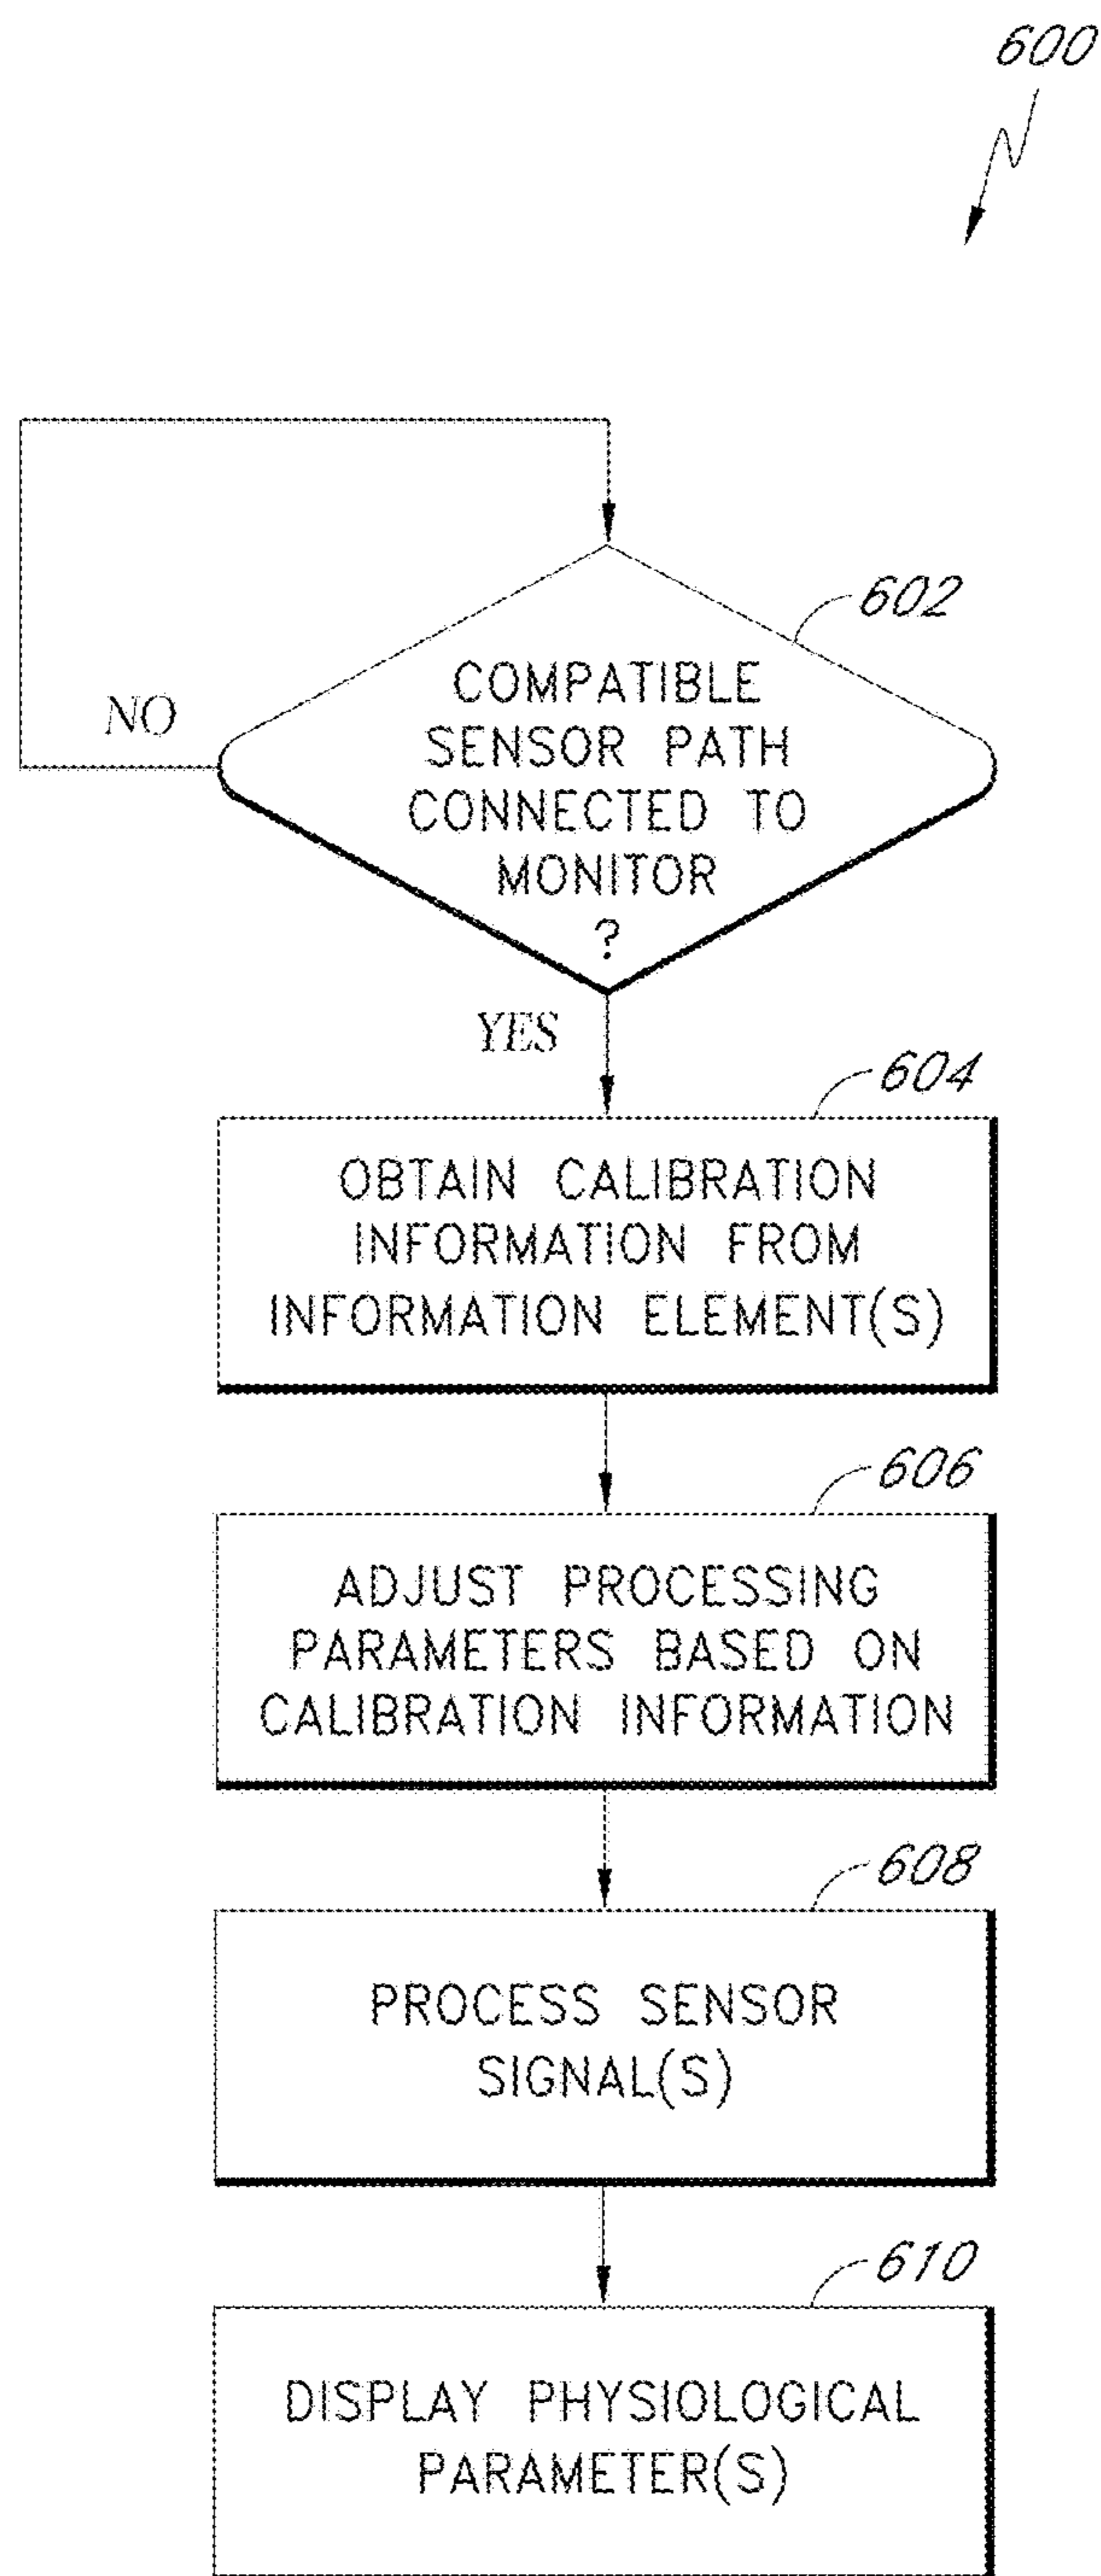 600
602
COMPATIBLE
SENSOR PATH
CONNECTED TO
MONITOR
?
NO
YES
604
OBTAIN CALIBRATION
INFORMATION FROM
INFORMATION ELEMENT(S)
606
ADJUST PROCESSING
PARAMETERS BASED ON
CALIBRATION INFORMATION
608
PROCESS SENSOR
SIGNAL(S)
610
DISPLAY PHYSIOLOGICAL
PARAMETER(S)